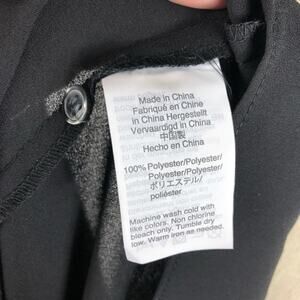 Made in China
Fabriqué en Chine
in China Hergestellt
Vervaardigd in China
中国製
Hecho en China
100% Polyester/Polyester/
Polyester/Polyester/
ポリエステル/
poliéster
Machine wash cold with
like colors. Non chlorine
bleach only. Tumble dry
low. Warm iron as needed.